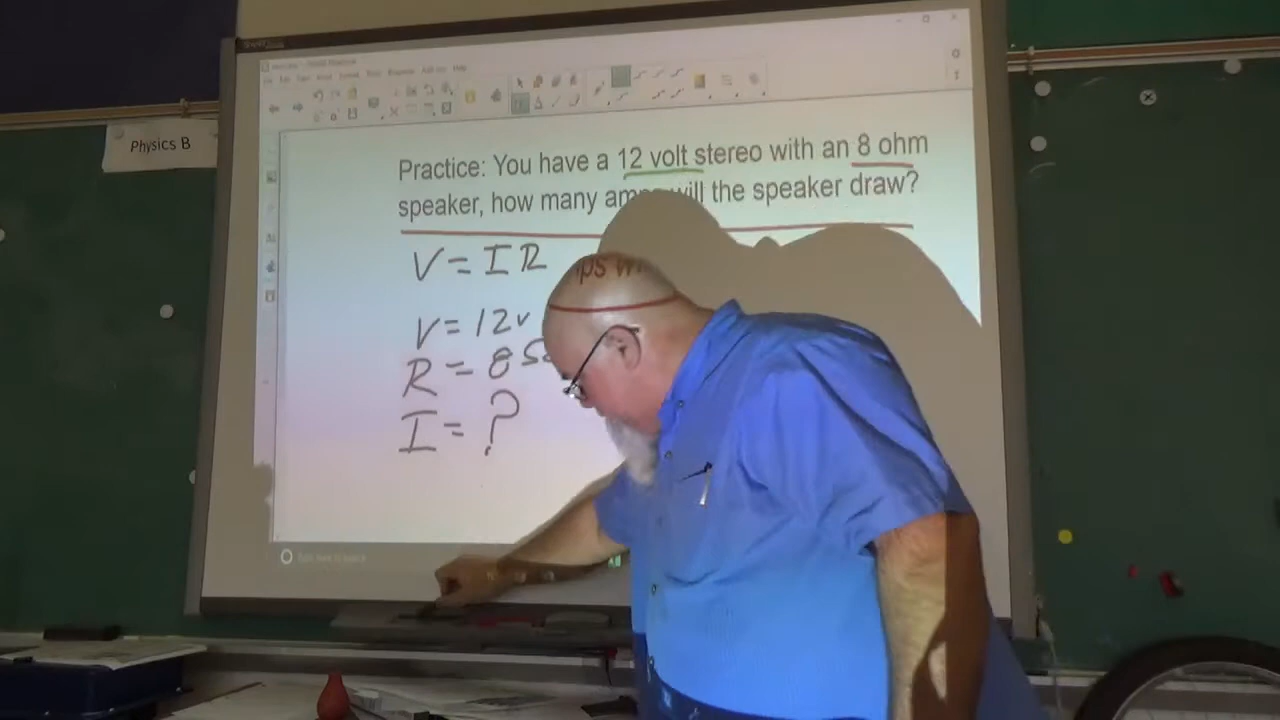 Physics B
Practice: You have a 12 volt stereo with an 8 ohm
speaker, how many amps will the speaker draw?
V = I R
V = 12v
R = 8 Ω
I = ?